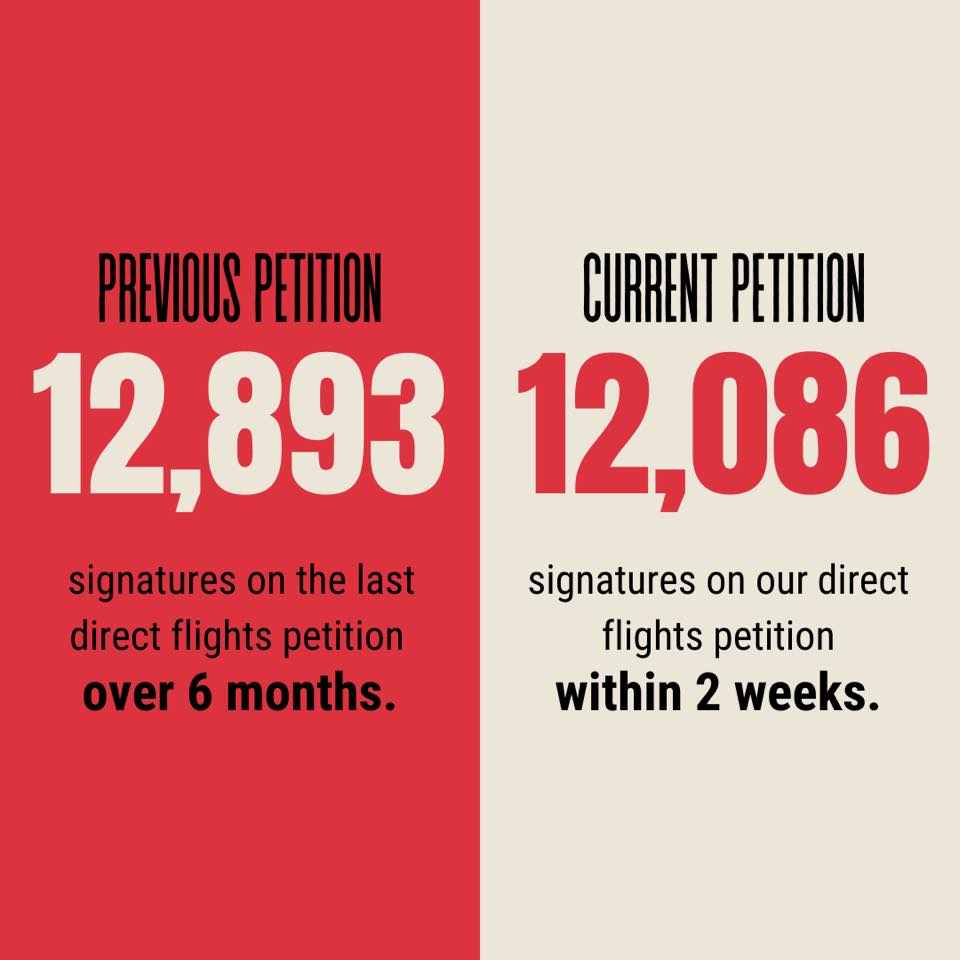 PREVIOUS PETITION
12,893
signatures on the last
direct flights petition
over 6 months.
CURRENT PETITION
12,086
signatures on our direct
flights petition
within 2 weeks.